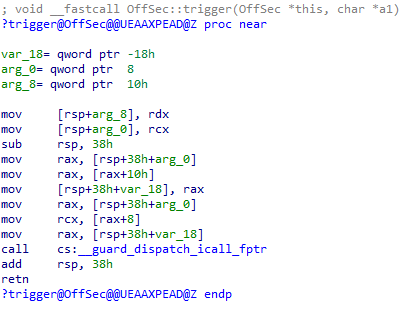 ; void __fastcall OffSec::trigger(OffSec *this, char *a1)
?trigger@OffSec@@UEAAXPEAD@Z proc near
var_18= qword ptr -18h
arg_0= qword ptr  8
arg_8= qword ptr  10h
mov     [rsp+arg_8], rdx
mov     [rsp+arg_0], rcx
sub     rsp, 38h
mov     rax, [rsp+38h+arg_0]
mov     rax, [rax+10h]
mov     [rsp+38h+var_18], rax
mov     rax, [rsp+38h+arg_0]
mov     rcx, [rax+8]
mov     rax, [rsp+38h+var_18]
call    cs:__guard_dispatch_icall_fptr
add     rsp, 38h
retn
?trigger@OffSec@@UEAAXPEAD@Z endp